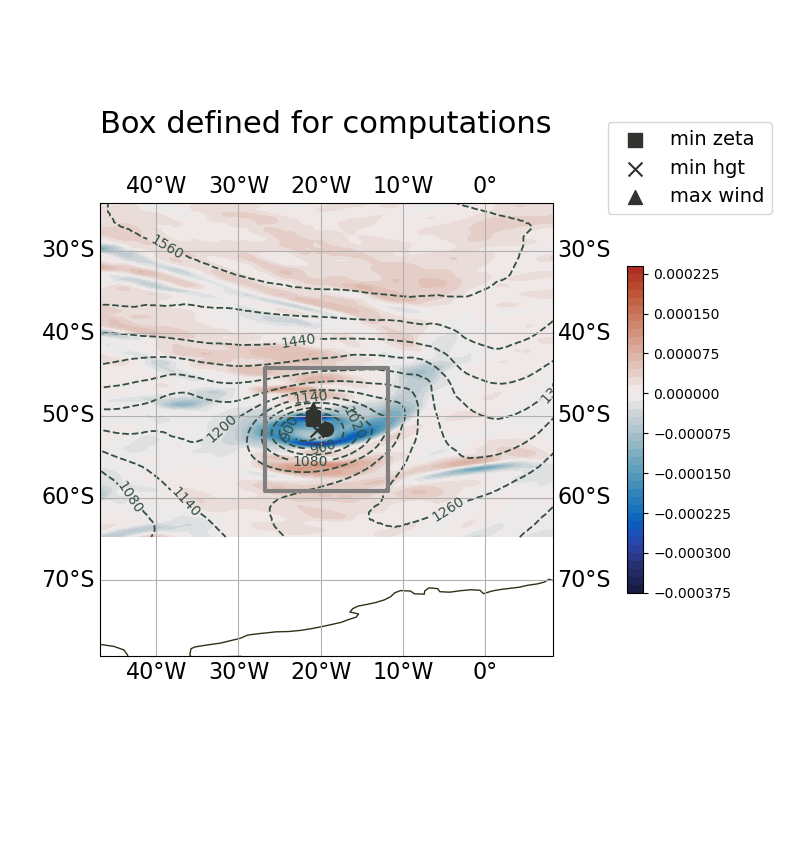 Box defined for computations
min zeta
min hgt
max wind
40°W 30°W 20°W 10°W 0°
30°S 30°S
40°S 40°S
50°S 50°S
60°S 60°S
70°S 70°S
40°W 30°W 20°W 10°W 0°
1560
1440
1140
1200
1020
900
1080
1080
1140
1260
0.000225
0.000150
0.000075
0.000000
−0.000075
−0.000150
−0.000225
−0.000300
−0.000375